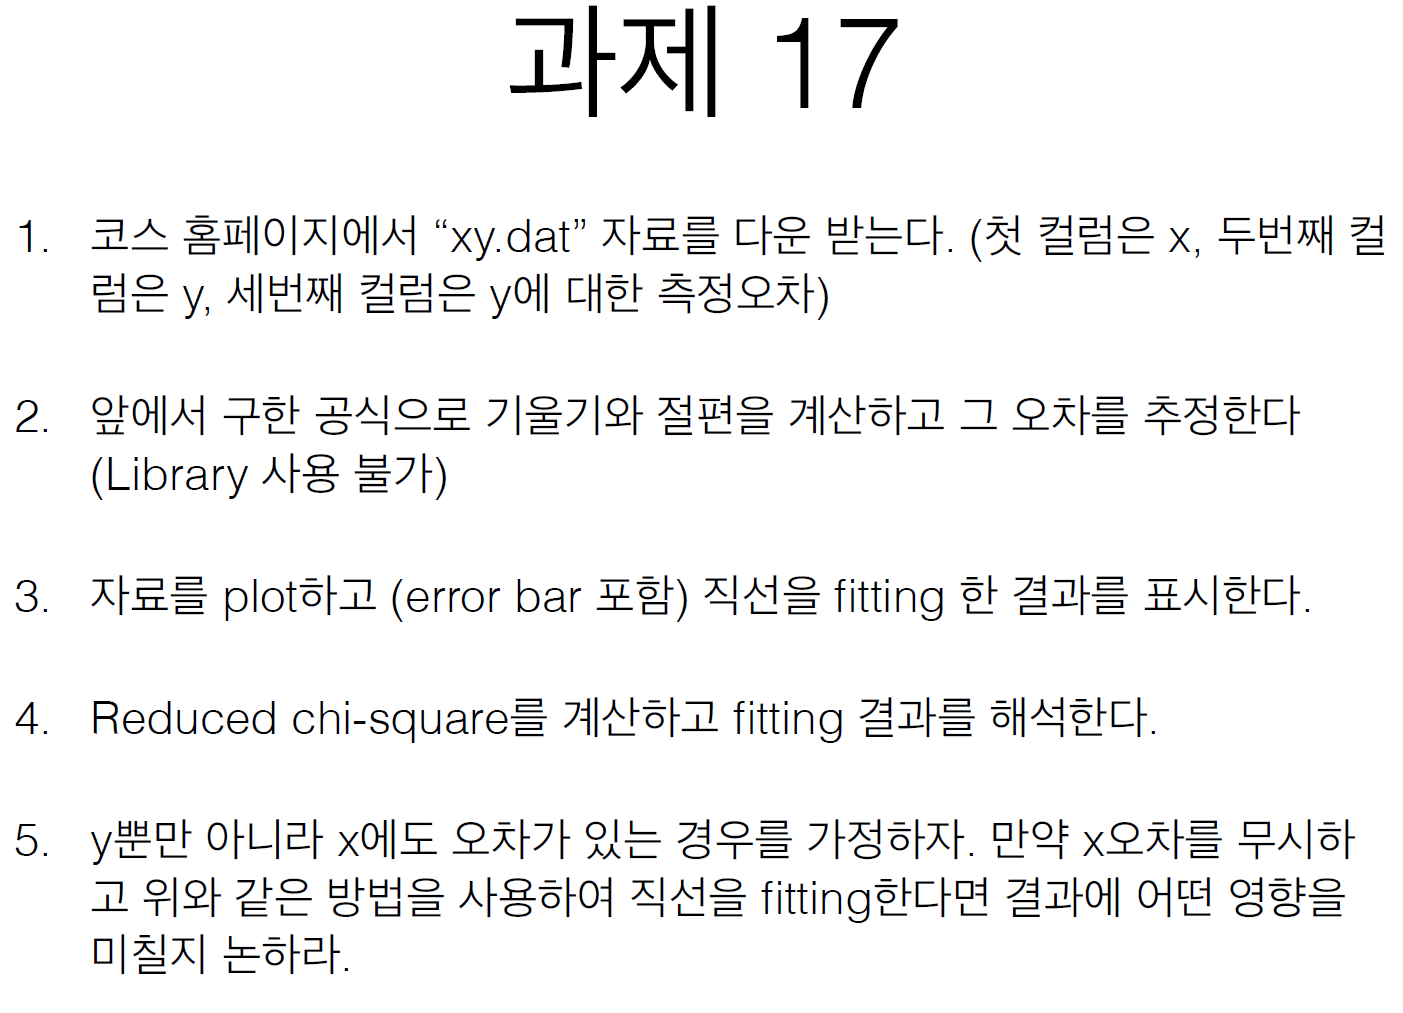 과제 17
1. 코스 홈페이지에서 “xy.dat” 자료를 다운 받는다. (첫 컬럼은 x, 두번째 컬
럼은 y, 세번째 컬럼은 y에 대한 측정오차)
2. 앞에서 구한 공식으로 기울기와 절편을 계산하고 그 오차를 추정한다
(Library 사용 불가)
3. 자료를 plot하고 (error bar 포함) 직선을 fitting 한 결과를 표시한다.
4. Reduced chi-square를 계산하고 fitting 결과를 해석한다.
5. y뿐만 아니라 x에도 오차가 있는 경우를 가정하자. 만약 x오차를 무시하
고 위와 같은 방법을 사용하여 직선을 fitting한다면 결과에 어떤 영향을
미칠지 논하라.